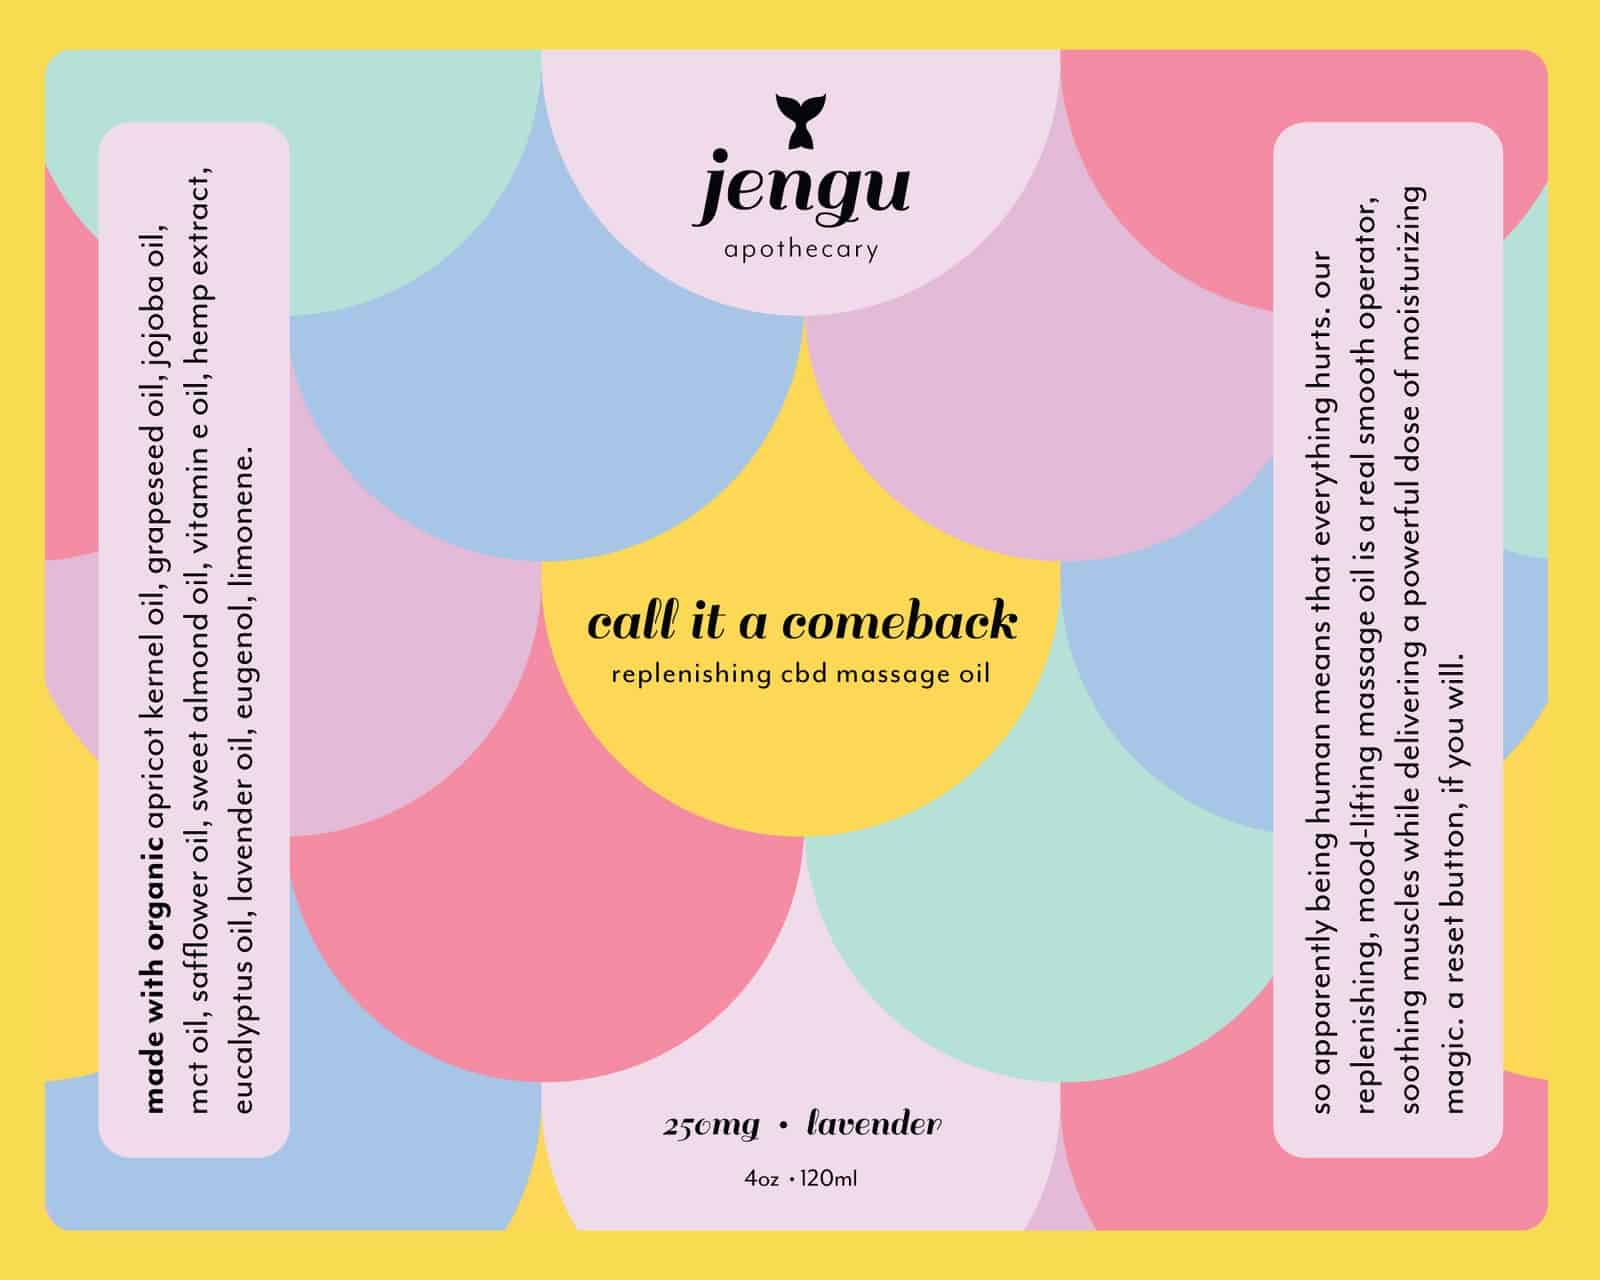 jengu
apothecary
call it a comeback
replenishing cbd massage oil
250mg • lavender
4oz • 120ml
made with organic apricot kernel oil, grapeseed oil, jojoba oil,
mct oil, safflower oil, sweet almond oil, vitamin e oil, hemp extract,
eucalyptus oil, lavender oil, eugenol, limonene.
so apparently being human means that everything hurts. our
replenishing, mood-lifting massage oil is a real smooth operator,
soothing muscles while delivering a powerful dose of moisturizing
magic. a reset button, if you will.